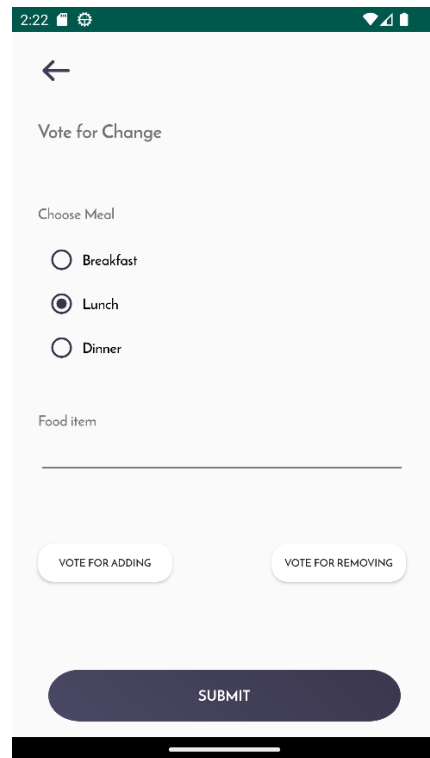 2:22
Vote for Change
Choose Meal
Breakfast
Lunch
Dinner
Food item
VOTE FOR ADDING VOTE FOR REMOVING
SUBMIT